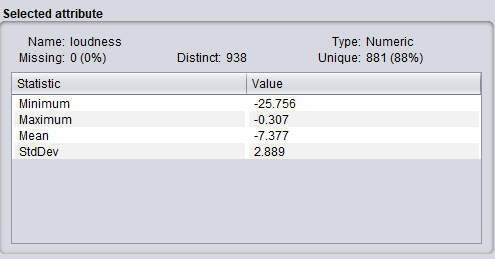 Selected attribute
Name: loudness Type: Numeric
Missing: 0 (0%) Distinct: 938 Unique: 881 (88%)
Statistic Value
Minimum -25.756
Maximum -0.307
Mean -7.377
StdDev 2.889